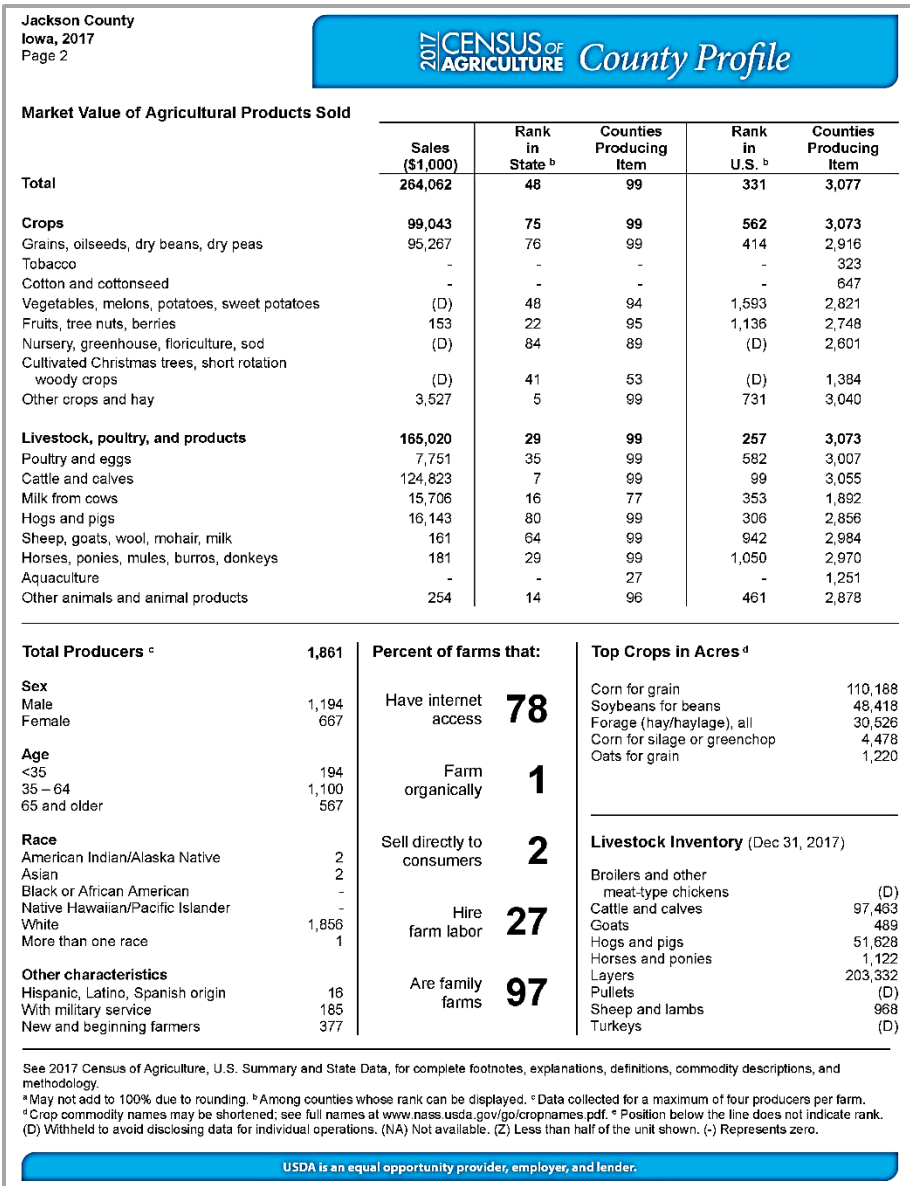 Jackson County
Iowa, 2017
Page 2
2017 CENSUS OF AGRICULTURE County Profile
Market Value of Agricultural Products Sold
Sales ($1,000) Rank in State b Counties Producing Item Rank in U.S. b Counties Producing Item
Total 264,062 48 99 331 3,077
Crops 99,043 75 99 562 3,073
Grains, oilseeds, dry beans, dry peas 95,267 76 99 414 2,916
Tobacco - - - - 323
Cotton and cottonseed - - - - 647
Vegetables, melons, potatoes, sweet potatoes (D) 48 94 1,593 2,821
Fruits, tree nuts, berries 153 22 95 1,136 2,748
Nursery, greenhouse, floriculture, sod (D) 84 89 (D) 2,601
Cultivated Christmas trees, short rotation
woody crops (D) 41 53 (D) 1,384
Other crops and hay 3,527 5 99 731 3,040
Livestock, poultry, and products 165,020 29 99 257 3,073
Poultry and eggs 7,751 35 99 582 3,007
Cattle and calves 124,823 7 99 99 3,055
Milk from cows 15,706 16 77 353 1,892
Hogs and pigs 16,143 80 99 306 2,856
Sheep, goats, wool, mohair, milk 161 64 99 942 2,984
Horses, ponies, mules, burros, donkeys 181 29 99 1,050 2,970
Aquaculture - - 27 - 1,251
Other animals and animal products 254 14 96 461 2,878
Total Producers c 1,861
Sex
Male 1,194
Female 667
Age
<35 194
35 – 64 1,100
65 and older 567
Race
American Indian/Alaska Native 2
Asian 2
Black or African American -
Native Hawaiian/Pacific Islander -
White 1,856
More than one race 1
Other characteristics
Hispanic, Latino, Spanish origin 16
With military service 185
New and beginning farmers 377
Percent of farms that:
Have internet
access 78
Farm
organically 1
Sell directly to
consumers 2
Hire
farm labor 27
Are family
farms 97
Top Crops in Acres d
Corn for grain 110,188
Soybeans for beans 48,418
Forage (hay/haylage), all 30,526
Corn for silage or greenchop 4,478
Oats for grain 1,220
Livestock Inventory (Dec 31, 2017)
Broilers and other
meat-type chickens (D)
Cattle and calves 97,463
Goats 489
Hogs and pigs 51,628
Horses and ponies 1,122
Layers 203,332
Pullets (D)
Sheep and lambs 968
Turkeys (D)
See 2017 Census of Agriculture, U.S. Summary and State Data, for complete footnotes, explanations, definitions, commodity descriptions, and
methodology.
a May not add to 100% due to rounding. b Among counties whose rank can be displayed. c Data collected for a maximum of four producers per farm.
d Crop commodity names may be shortened; see full names at www.nass.usda.gov/go/cropnames.pdf. e Position below the line does not indicate rank.
(D) Withheld to avoid disclosing data for individual operations. (NA) Not available. (Z) Less than half of the unit shown. (-) Represents zero.
USDA is an equal opportunity provider, employer, and lender.